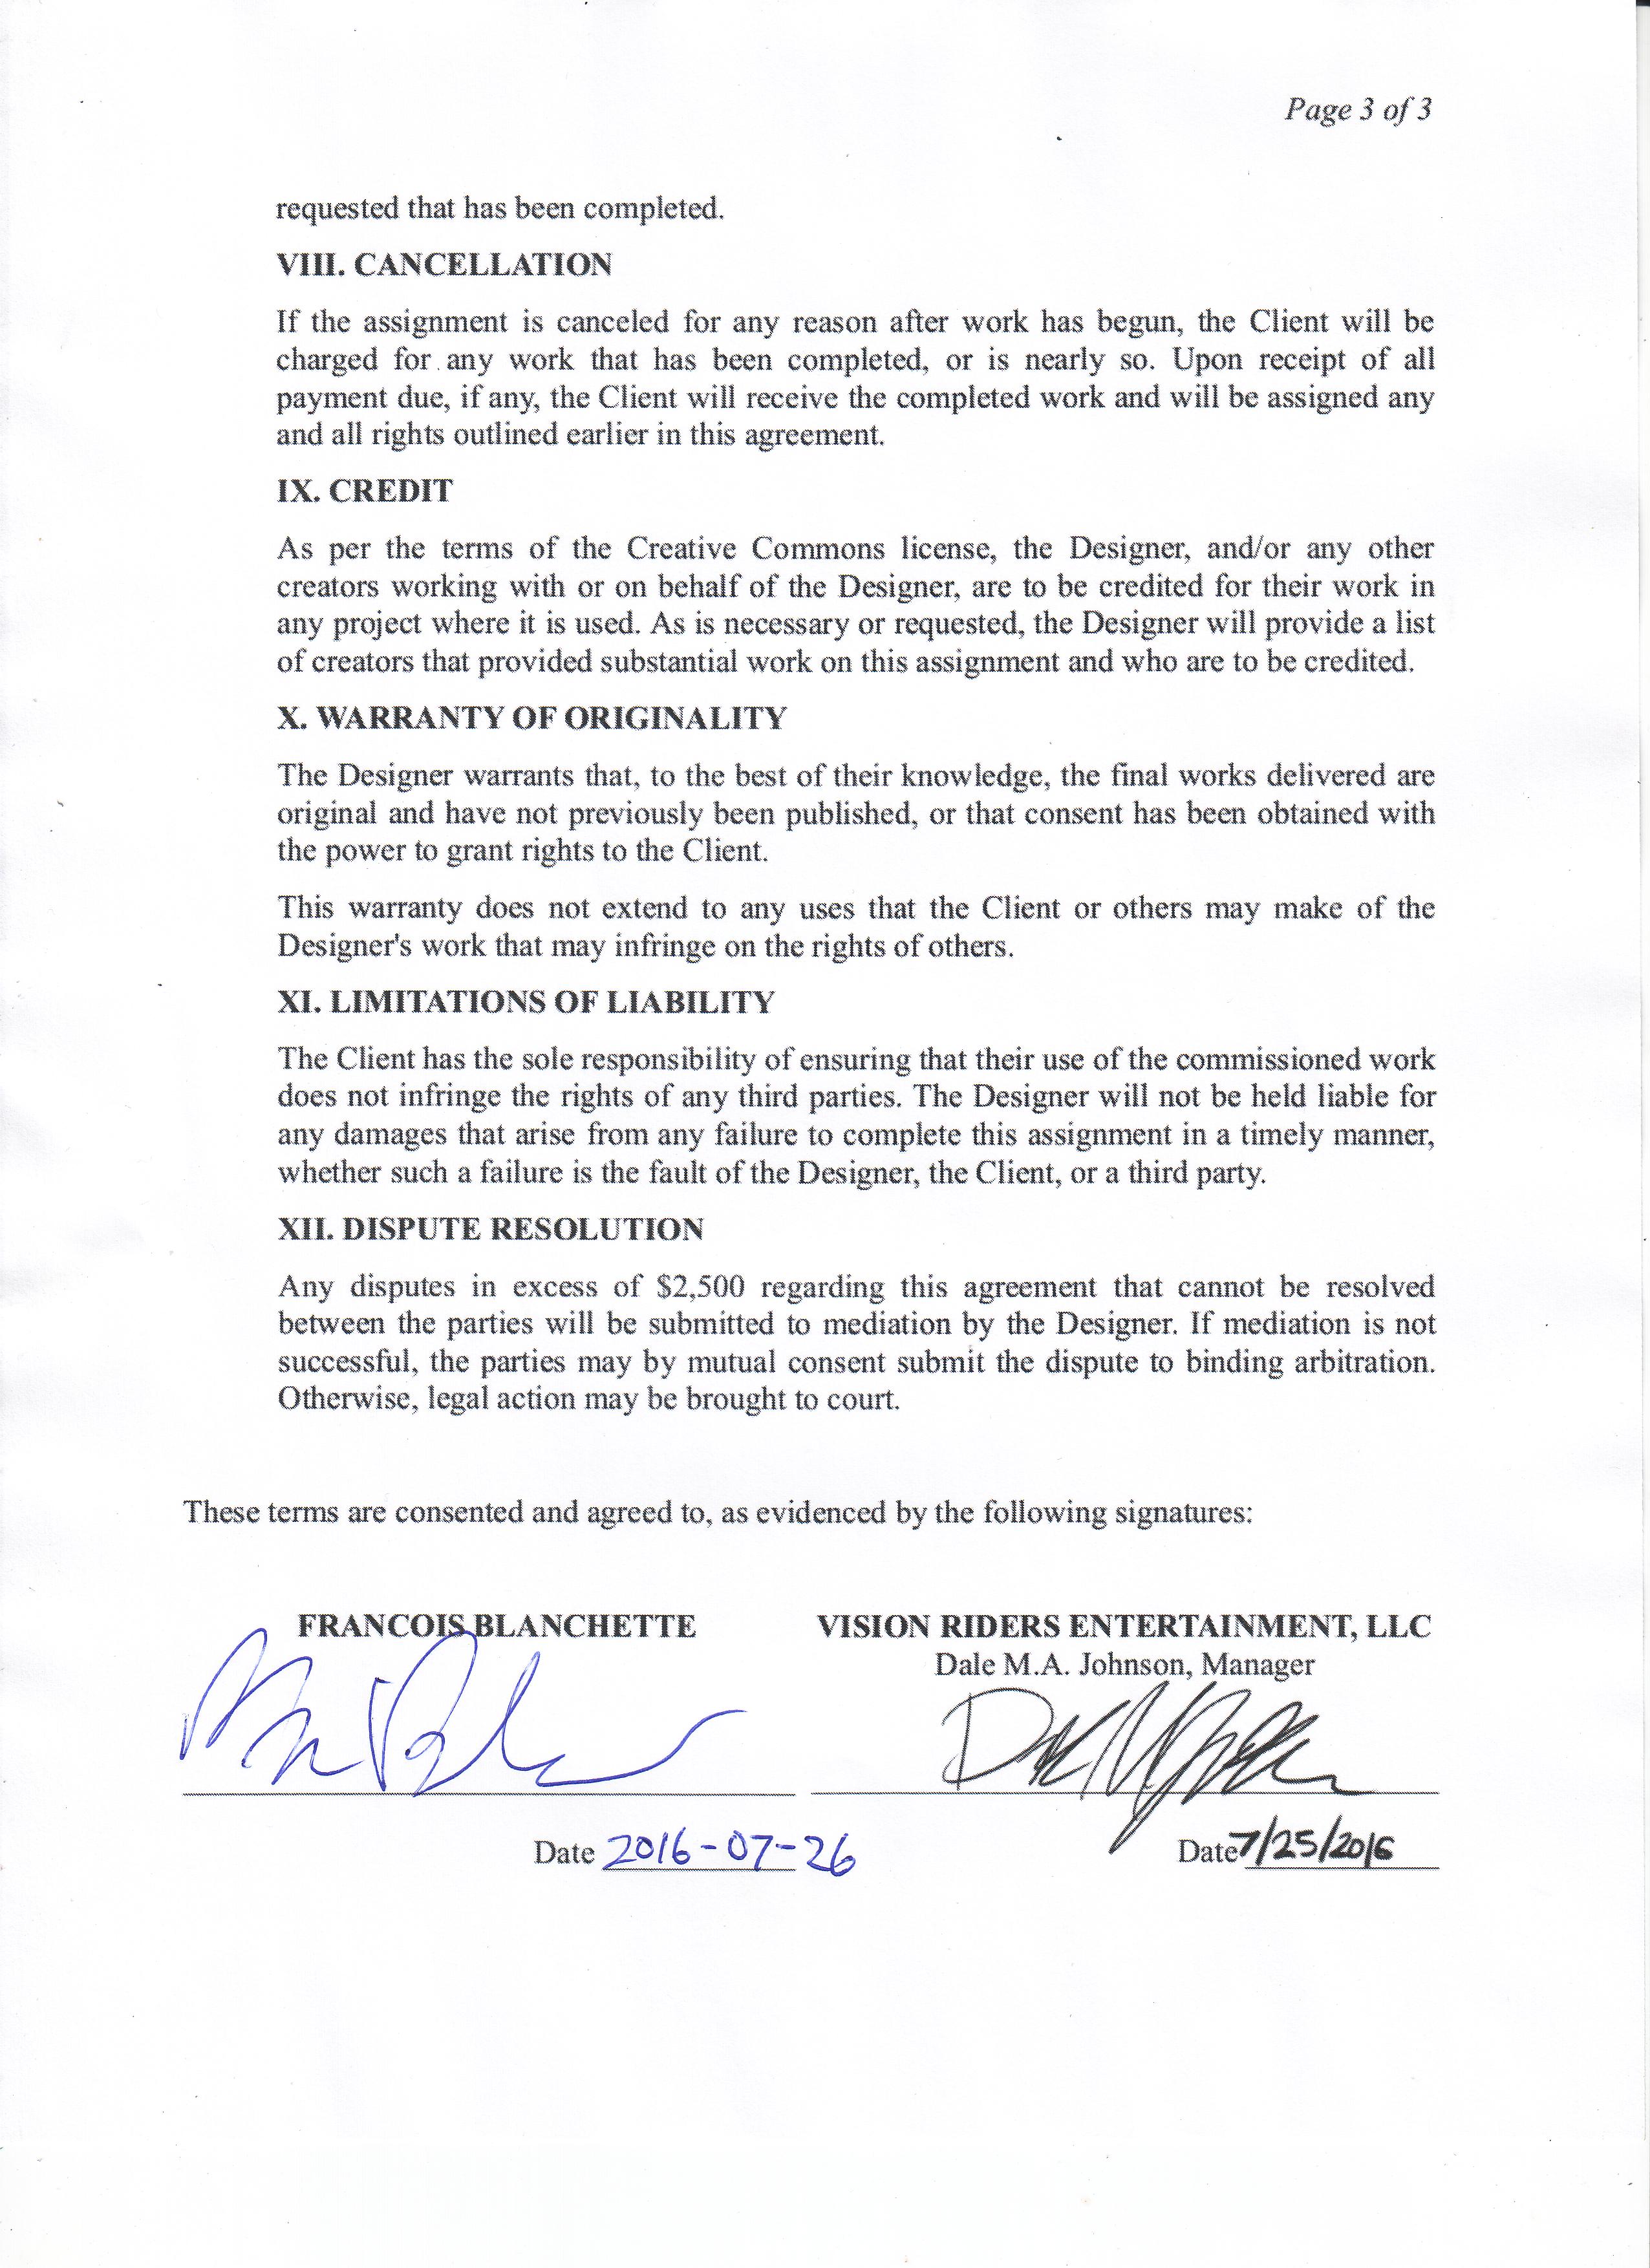 Page 3 of 3
requested that has been completed.
VIII. CANCELLATION
If the assignment is canceled for any reason after work has begun, the Client will be
charged for any work that has been completed, or is nearly so. Upon receipt of all
payment due, if any, the Client will receive the completed work and will be assigned any
and all rights outlined earlier in this agreement.
IX. CREDIT
As per the terms of the Creative Commons license, the Designer, and/or any other
creators working with or on behalf of the Designer, are to be credited for their work in
any project where it is used. As is necessary or requested, the Designer will provide a list
of creators that provided substantial work on this assignment and who are to be credited.
X. WARRANTY OF ORIGINALITY
The Designer warrants that, to the best of their knowledge, the final works delivered are
original and have not previously been published, or that consent has been obtained with
the power to grant rights to the Client.
This warranty does not extend to any uses that the Client or others may make of the
Designer's work that may infringe on the rights of others.
XI. LIMITATIONS OF LIABILITY
The Client has the sole responsibility of ensuring that their use of the commissioned work
does not infringe the rights of any third parties. The Designer will not be held liable for
any damages that arise from any failure to complete this assignment in a timely manner,
whether such a failure is the fault of the Designer, the Client, or a third party.
XII. DISPUTE RESOLUTION
Any disputes in excess of $2,500 regarding this agreement that cannot be resolved
between the parties will be submitted to mediation by the Designer. If mediation is not
successful, the parties may by mutual consent submit the dispute to binding arbitration.
Otherwise, legal action may be brought to court.
These terms are consented and agreed to, as evidenced by the following signatures:
FRANCOIS BLANCHETTE
VISION RIDERS ENTERTAINMENT, LLC
Dale M.A. Johnson, Manager
Date 2016-07-26
Date 7/25/2016